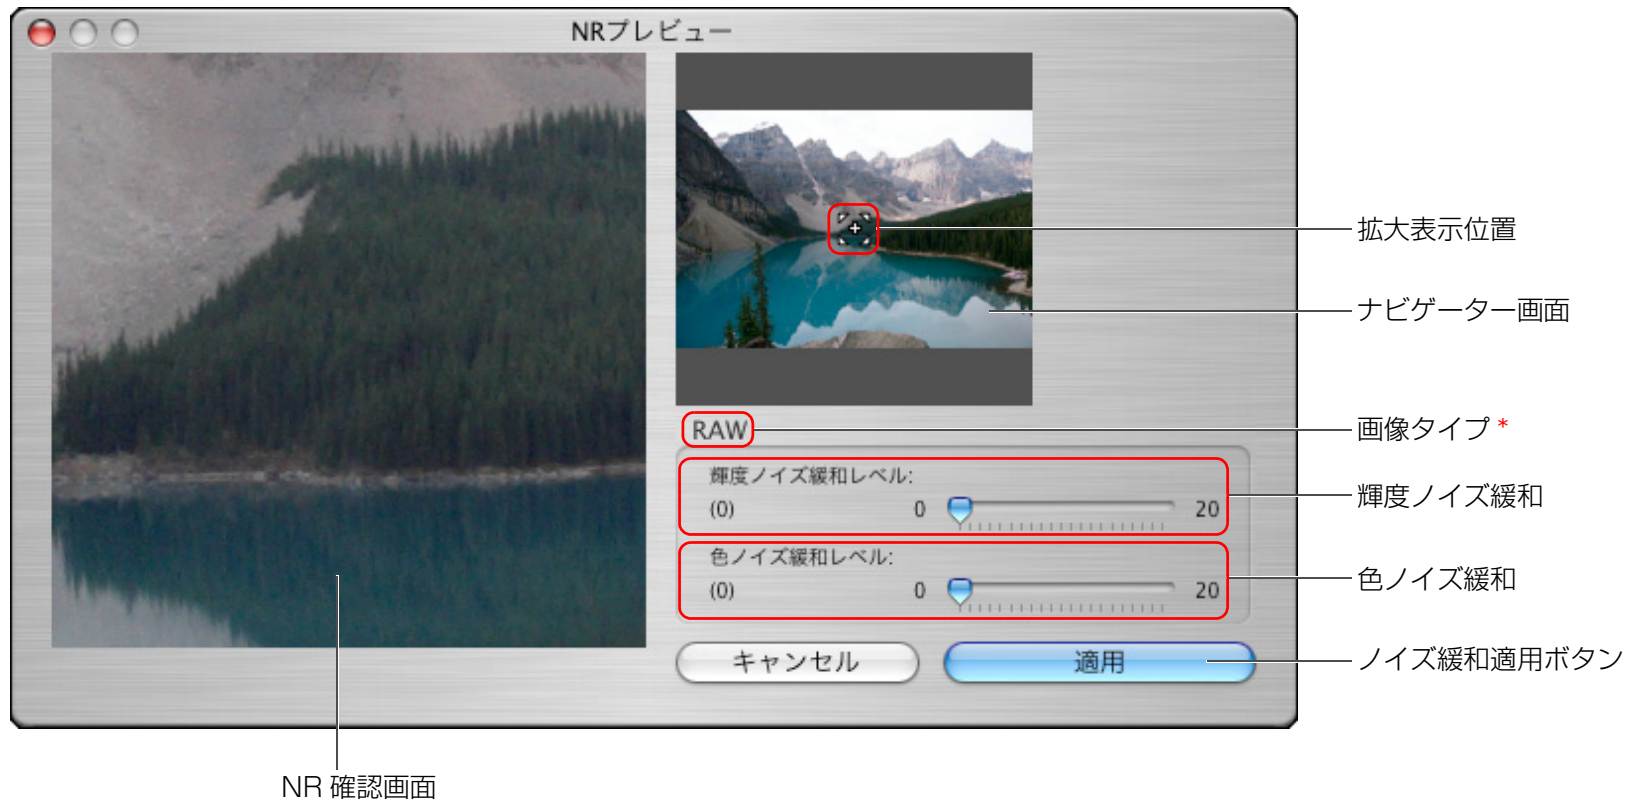 NRプレビュー
拡大表示位置
ナビゲーター画面
RAW
画像タイプ *
輝度ノイズ緩和レベル:
(0) 0 20
輝度ノイズ緩和
色ノイズ緩和レベル:
(0) 0 20
色ノイズ緩和
キャンセル
適用
ノイズ緩和適用ボタン
NR 確認画面